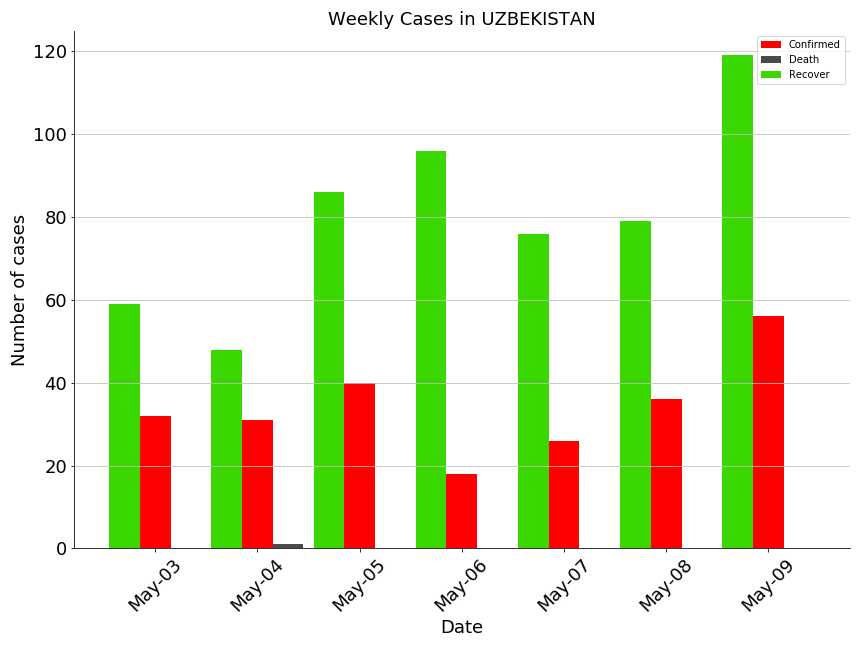 Weekly Cases in UZBEKISTAN
Confirmed
Death
Recover
Number of cases
120
100
80
60
40
20
0
May-03
May-04
May-05
May-06
May-07
May-08
May-09
Date